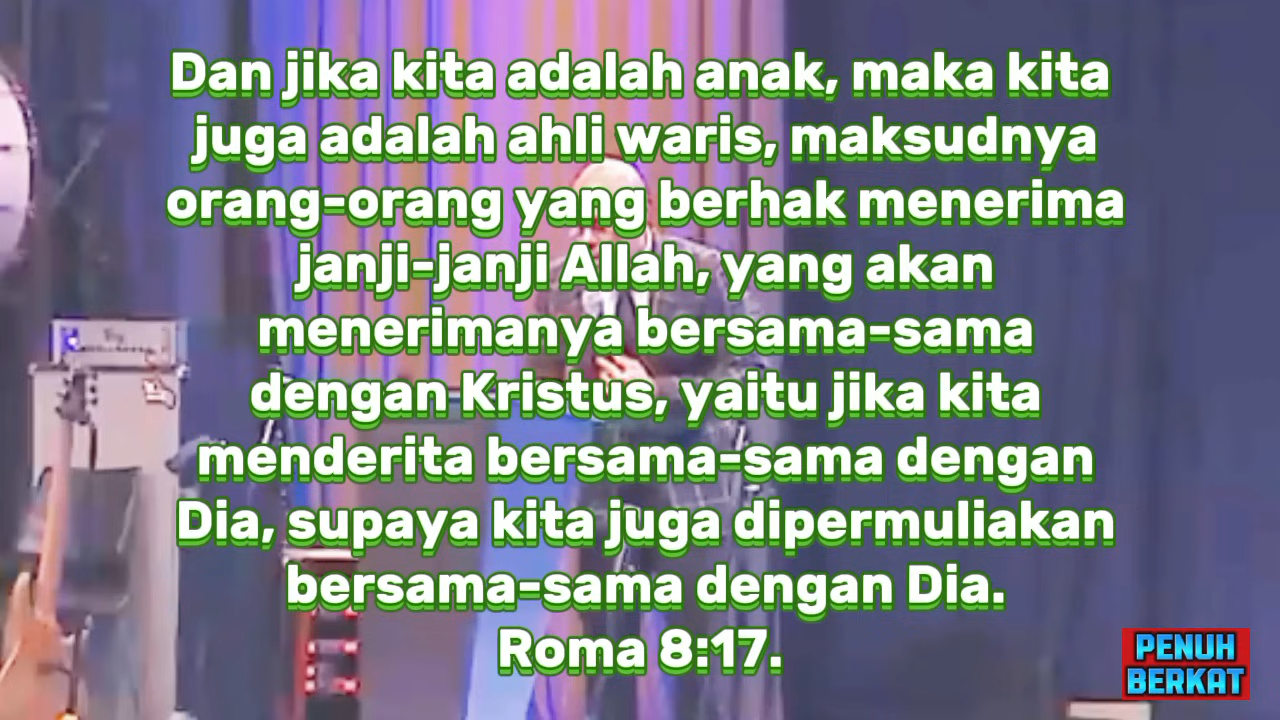 Dan jika kita adalah anak, maka kita
juga adalah ahli waris, maksudnya
orang-orang yang berhak menerima
janji-janji Allah, yang akan
menerimanya bersama-sama
dengan Kristus, yaitu jika kita
menderita bersama-sama dengan
Dia, supaya kita juga dipermuliakan
bersama-sama dengan Dia.
Roma 8:17.
PENUH
BERKAT